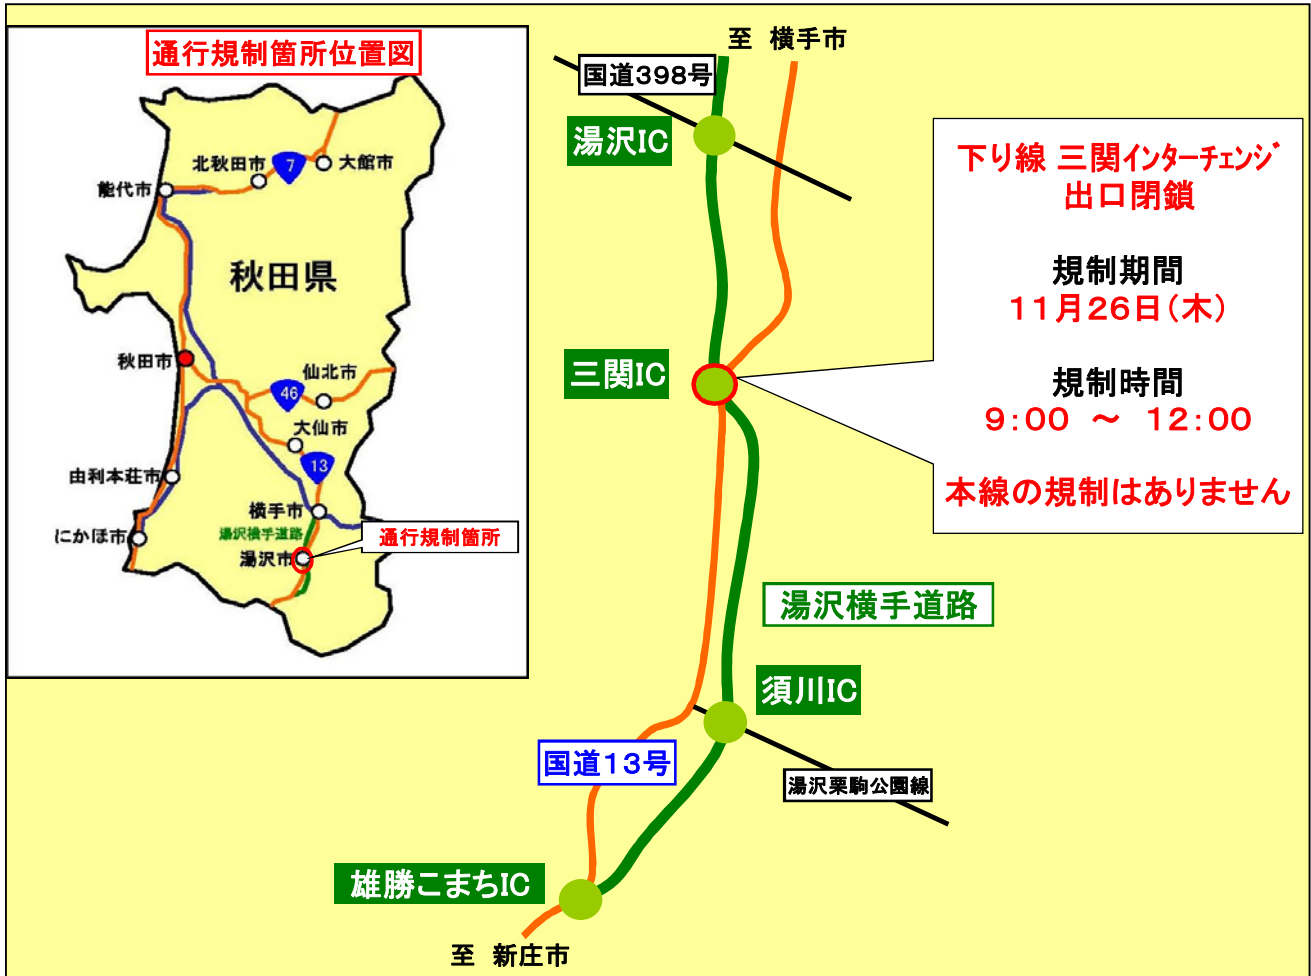 通行規制箇所位置図
北秋田市
7
大館市
能代市
秋田県
秋田市
仙北市
46
大仙市
13
由利本荘市
横手市
湯沢横手道路
にかほ市
湯沢市
通行規制箇所
至 横手市
国道398号
湯沢IC
三関IC
下り線 三関インターチェンジ
出口閉鎖
規制期間
11月26日(木)
規制時間
9:00 ~ 12:00
本線の規制はありません
湯沢横手道路
須川IC
国道13号
湯沢栗駒公園線
雄勝こまちIC
至 新庄市